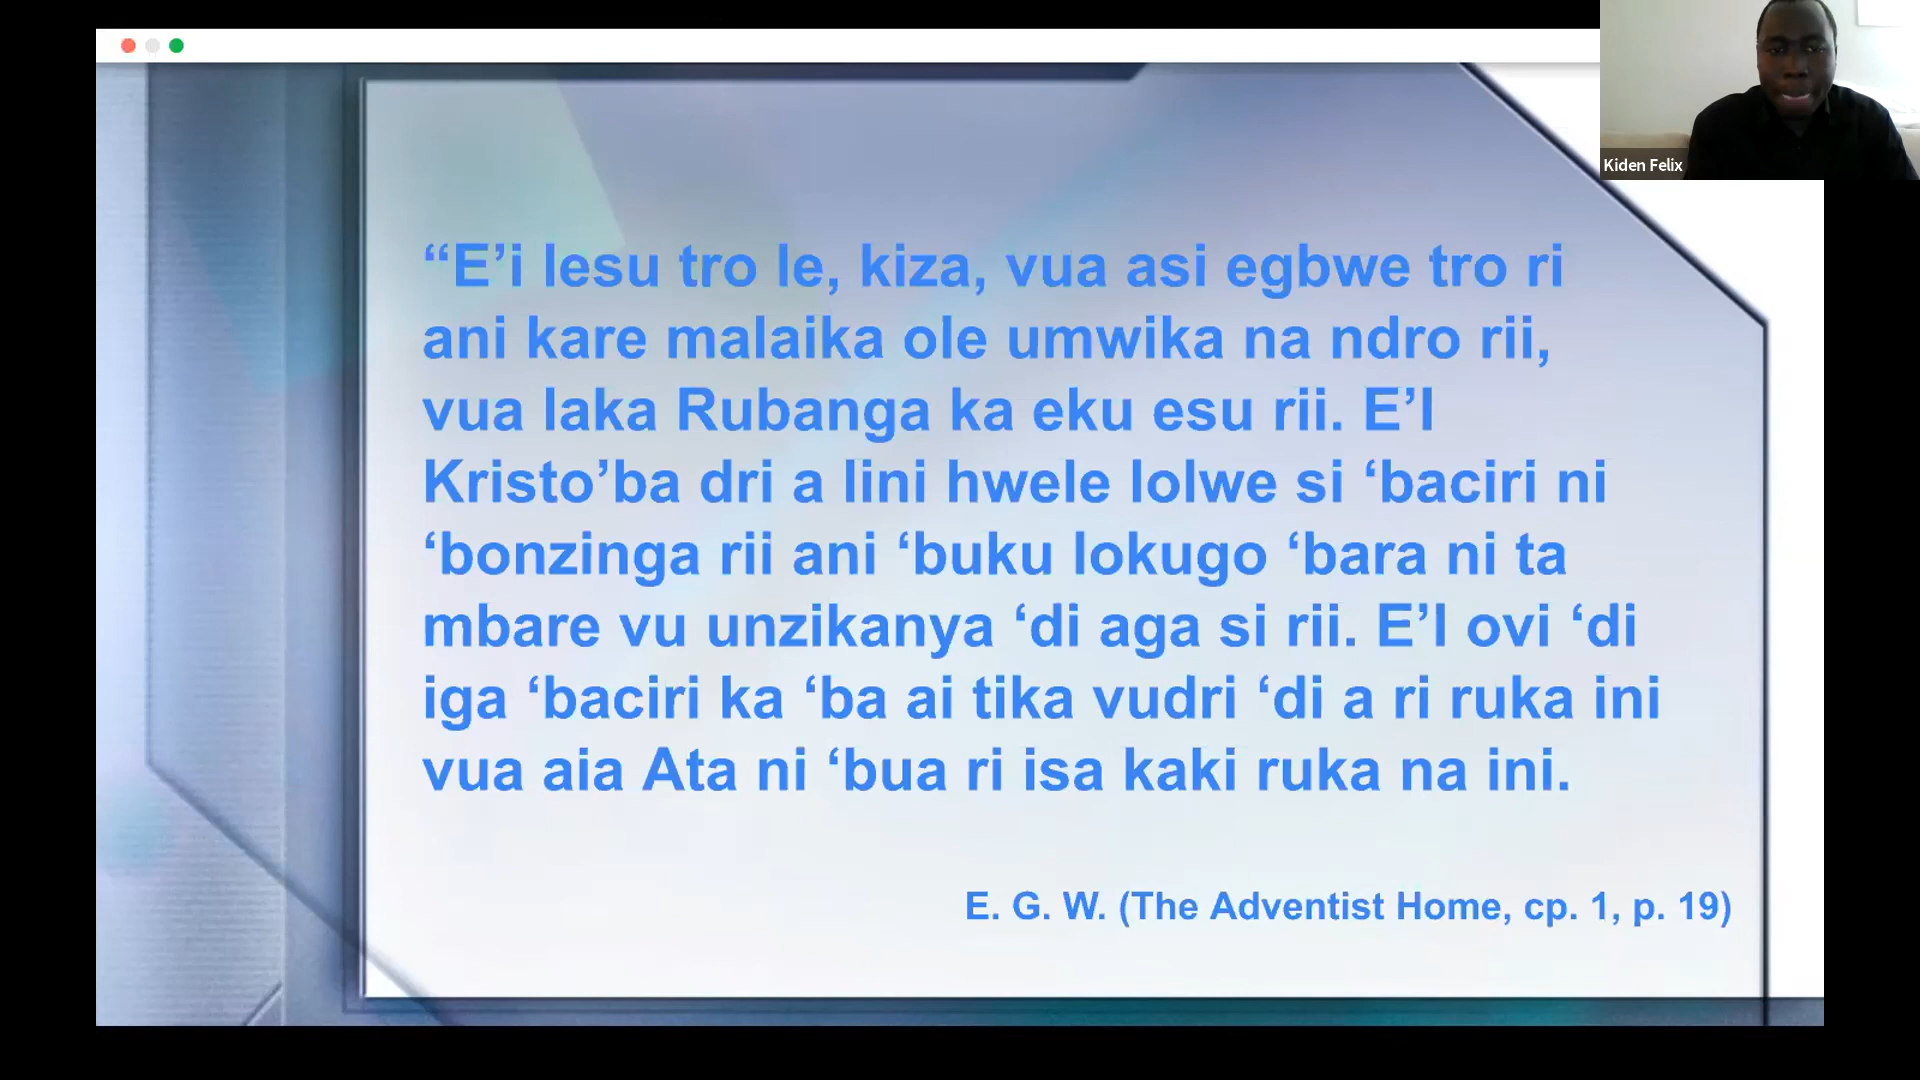 “E’i Iesu tro le, kiza, vua asi egbwe tro ri
ani kare malaika ole umwika na ndro rii,
vua laka Rubanga ka eku esu rii. E’I
Kristo’ba dri a lini hwele lolwe si ‘baciri ni
‘bonzinga rii ani ‘buku lokugo ‘bara ni ta
mbare vu unzikanya ‘di aga si rii. E’I ovi ‘di
iga ‘baciri ka ‘ba ai tika vudri ‘di a ri ruka ini
vua aia Ata ni ‘bua ri isa kaki ruka na ini.
E. G. W. (The Adventist Home, cp. 1, p. 19)
Kiden Felix